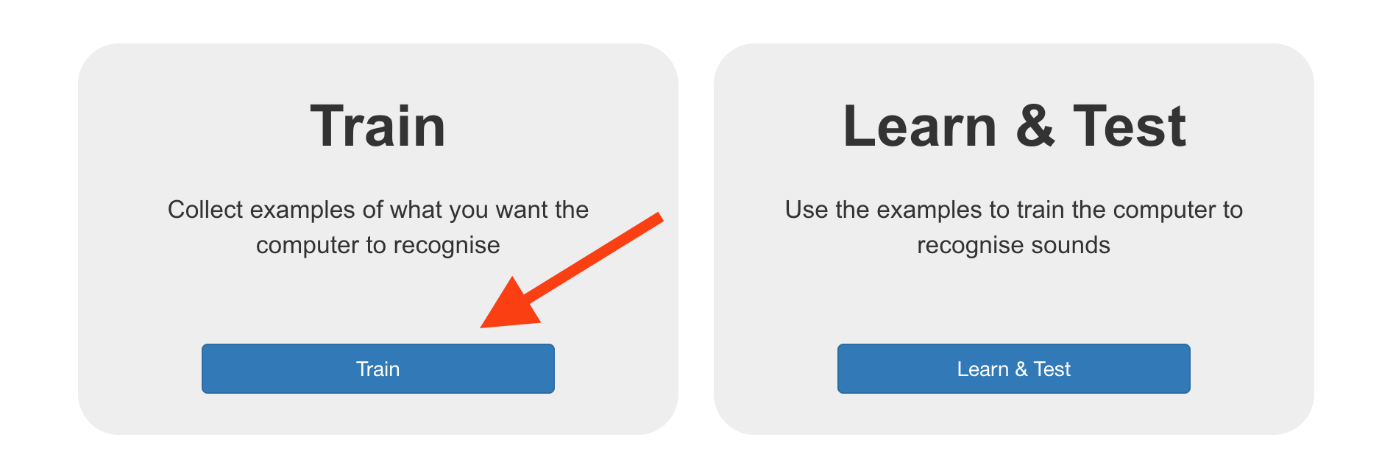 Train
Collect examples of what you want the
computer to recognise
Train
Learn & Test
Use the examples to train the computer to
recognise sounds
Learn & Test